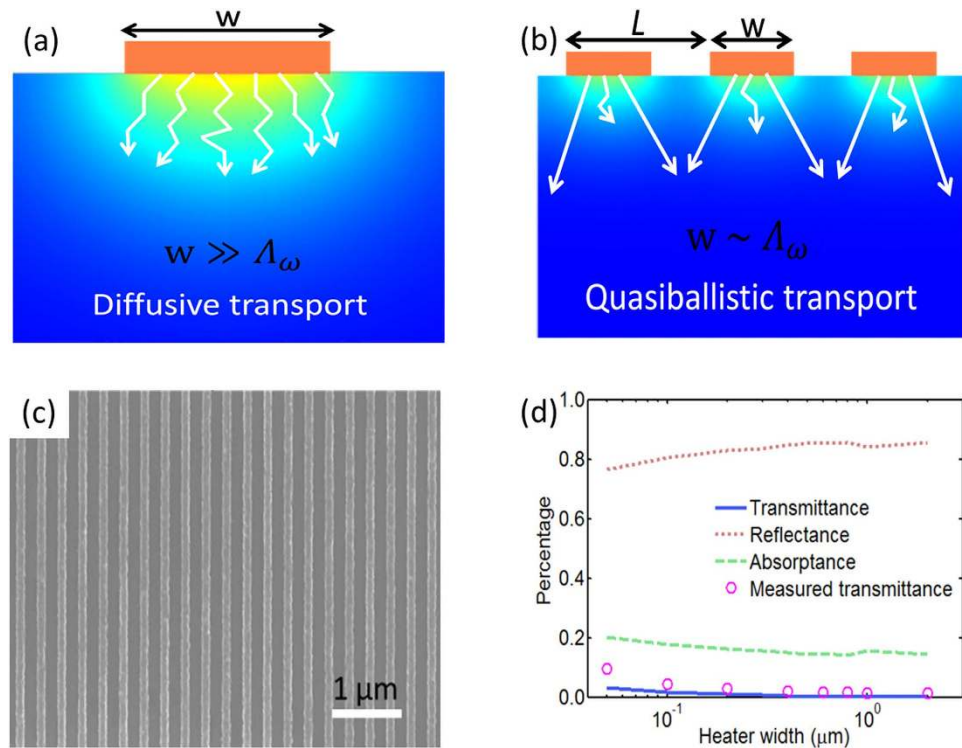 (a)
w
w ≫ Λω
Diffusive transport
(b)
L
w
w ~ Λω
Quasiballistic transport
(c)
1 μm
(d)
Percentage
1.0
0.8
0.6
0.4
0.2
0.0
Transmittance
Reflectance
Absorptance
Measured transmittance
10⁻¹
10⁰
Heater width (μm)